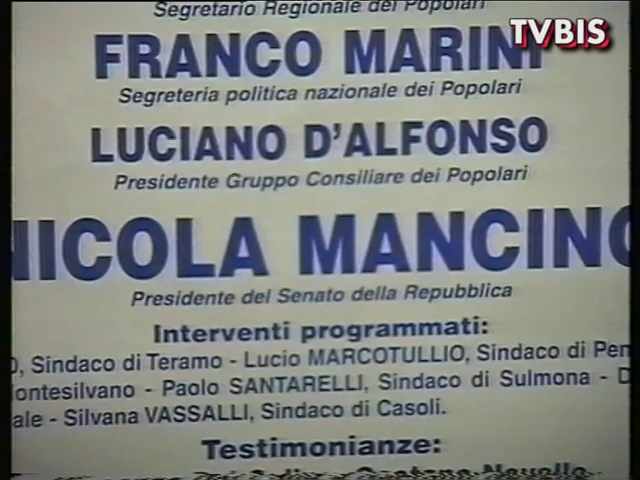 Segretario Regionale dei Popolari
TVBIS
FRANCO MARINI
Segreteria politica nazionale dei Popolari
LUCIANO D'ALFONSO
Presidente Gruppo Consiliare dei Popolari
NICOLA MANCINO
Presidente del Senato della Repubblica
Interventi programmati:
O, Sindaco di Teramo - Lucio MARCOTULLIO, Sindaco di Pen
ontesilvano - Paolo SANTARELLI, Sindaco di Sulmona - D
ale - Silvana VASSALLI, Sindaco di Casoli.
Testimonianze: